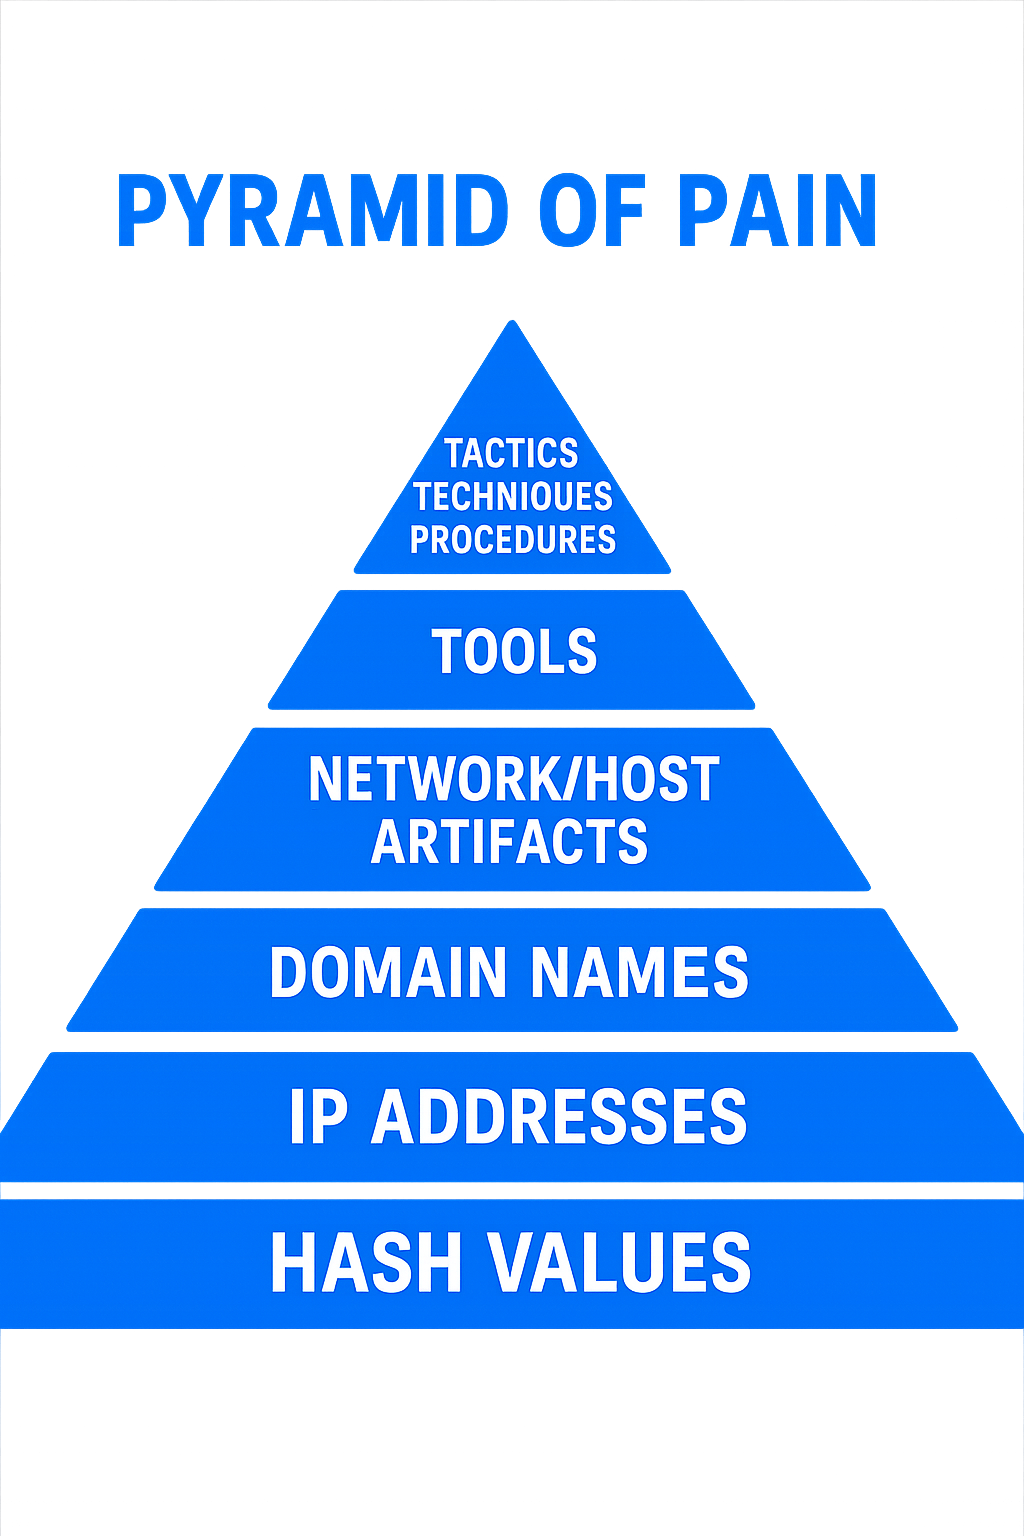 PYRAMID OF PAIN
TACTICS
TECHNIOUES
PROCEDURES
TOOLS
NETWORK/HOST
ARTIFACTS
DOMAIN NAMES
IP ADDRESSES
HASH VALUES